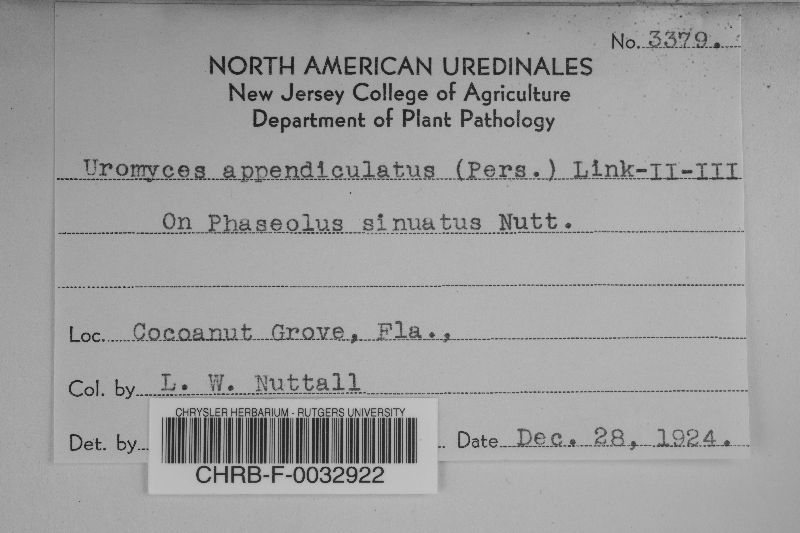 No. 3379.
NORTH AMERICAN UREDINALES
New Jersey College of Agriculture
Department of Plant Pathology
Uromyces appendiculatus (Pers.) Link-II-III
On Phaseolus sinuatus Nutt.
Loc. Cocoanut Grove, Fla.,
Col. by L. W. Nuttall
Det. by
Date Dec. 28, 1924.
CHRYSLER HERBARIUM - RUTGERS UNIVERSITY
CHRB-F-0032922